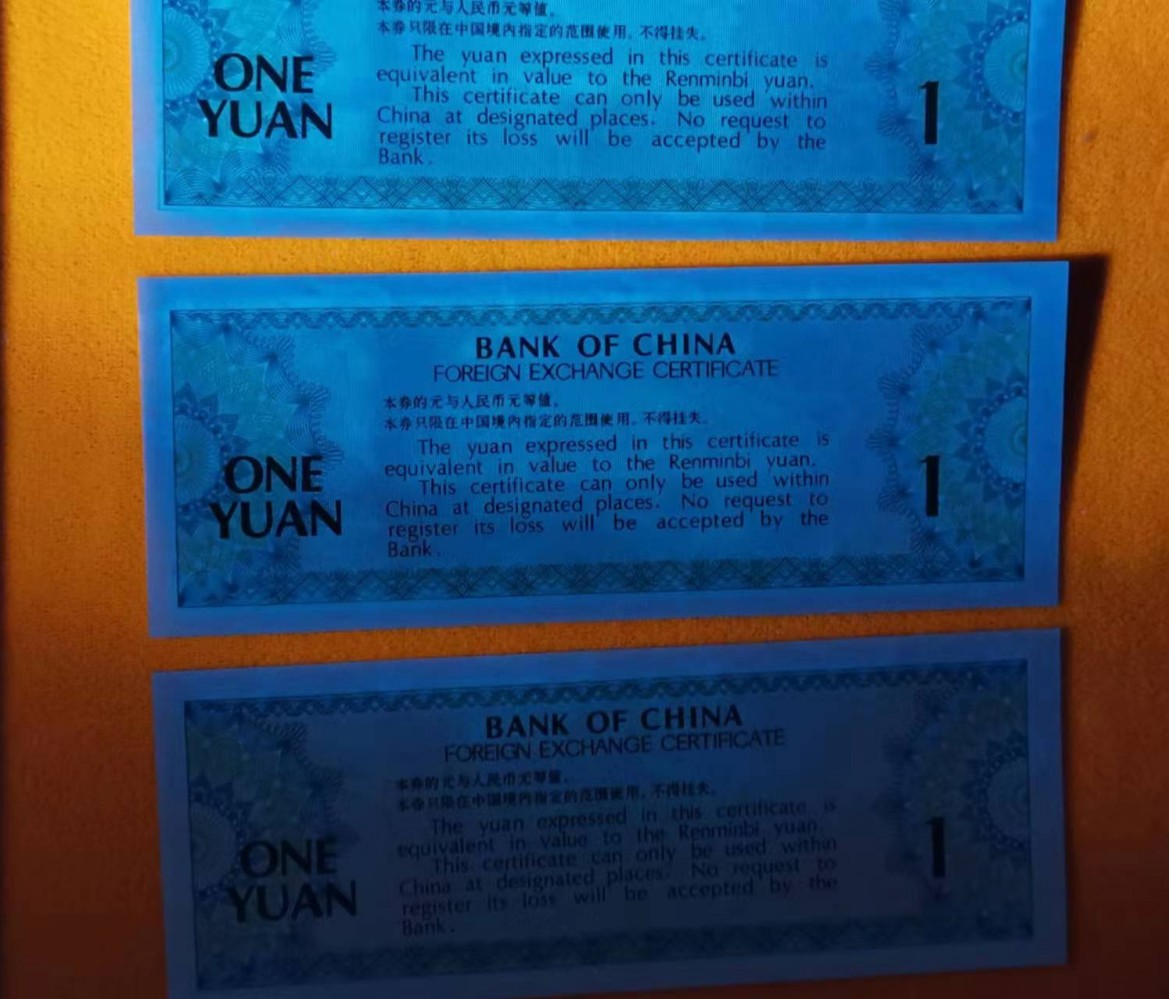 本券的元与人民币元等值。
本券只限在中国境内指定的范围使用，不得挂失。
The yuan expressed in this certificate is
equivalent in value to the Renminbi yuan.
This certificate can only be used within
China at designated places. No request to
register its loss will be accepted by the
Bank.
ONE
YUAN
1
BANK OF CHINA
FOREIGN EXCHANGE CERTIFICATE
本券的元与人民币元等值。
本券只限在中国境内指定的范围使用，不得挂失。
The yuan expressed in this certificate is
equivalent in value to the Renminbi yuan.
This certificate can only be used within
China at designated places. No request to
register its loss will be accepted by the
Bank.
ONE
YUAN
1
BANK OF CHINA
FOREIGN EXCHANGE CERTIFICATE
本券的元与人民币元等值。
本券只限在中国境内指定的范围使用，不得挂失。
The yuan expressed in this certificate is
equivalent in value to the Renminbi yuan.
This certificate can only be used within
China at designated places. No request to
register its loss will be accepted by the
Bank.
ONE
YUAN
1